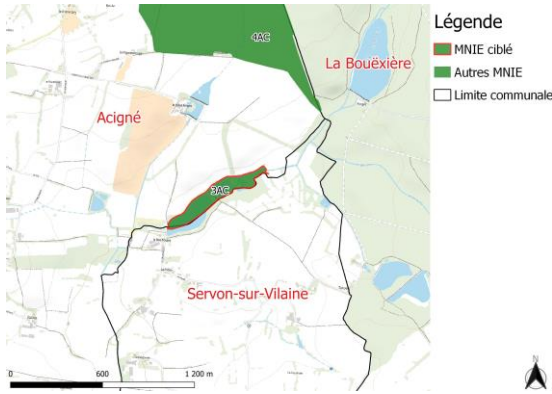 Légende
MNIE ciblé
Autres MNIE
Limite communale
4AC
La Bouëxière
Acigné
3AC
Servon-sur-Vilaine
0 600 1 200 m
N